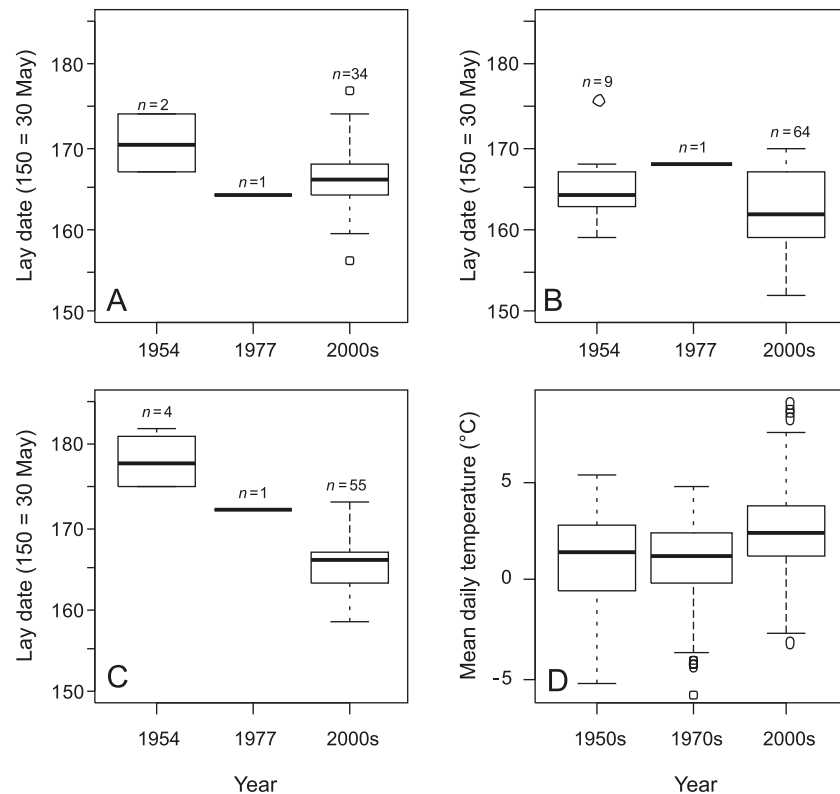 Lay date (150 = 30 May)
180
170
160
150
n=2
n=1
n=34
A
1954
1977
2000s
Lay date (150 = 30 May)
180
170
160
150
n=9
n=1
n=64
B
1954
1977
2000s
Lay date (150 = 30 May)
180
170
160
150
n=4
n=1
n=55
C
1954
1977
2000s
Year
Mean daily temperature (°C)
5
0
-5
D
1950s
1970s
2000s
Year